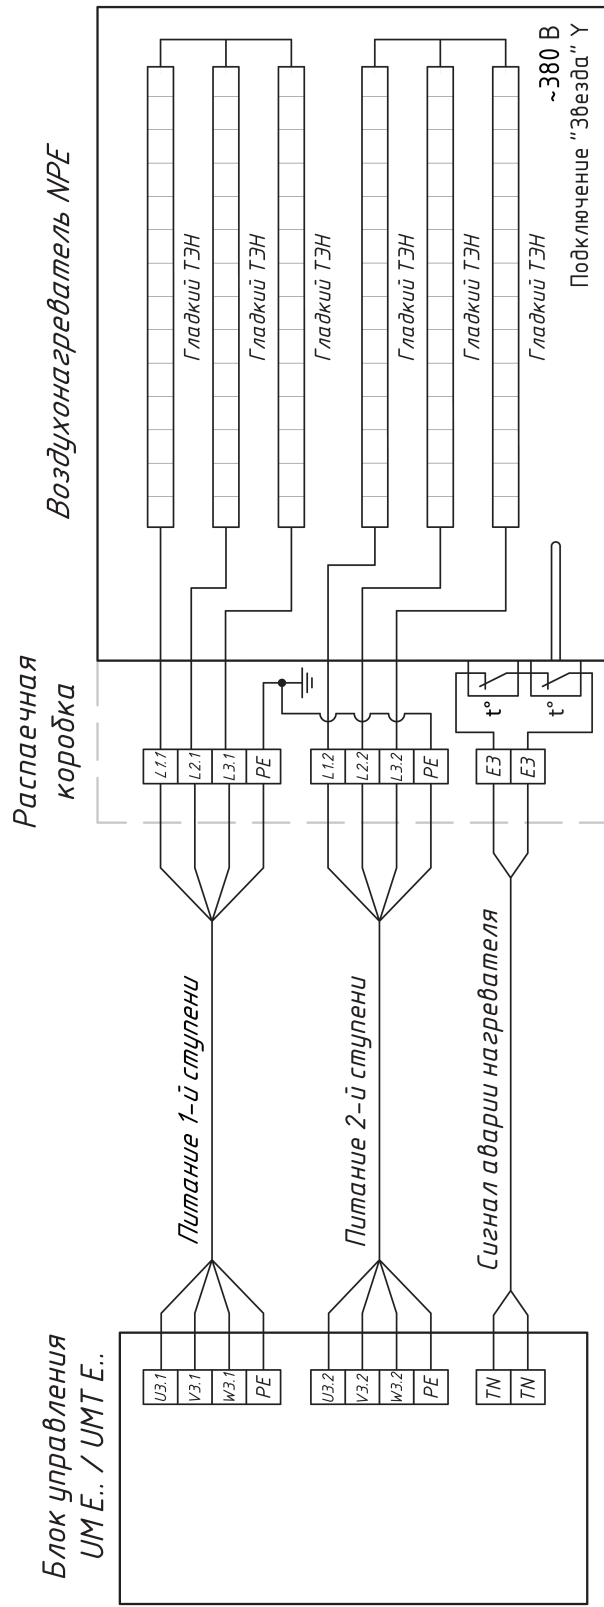 Блок управления
UM E.. / UMT E..
U3.1
V3.1
W3.1
PE
U3.2
V3.2
W3.2
PE
TN
TN
Питание 1-й ступени
Питание 2-й ступени
Сигнал аварии нагревателя
Распаечная
коробка
L1.1
L2.1
L3.1
PE
L1.2
L2.2
L3.2
PE
E3
E3
t°
t°
Воздухонагреватель NPE
Гладкий ТЭН
Гладкий ТЭН
Гладкий ТЭН
Гладкий ТЭН
Гладкий ТЭН
Гладкий ТЭН
~380 В
Подключение "Звезда" Y